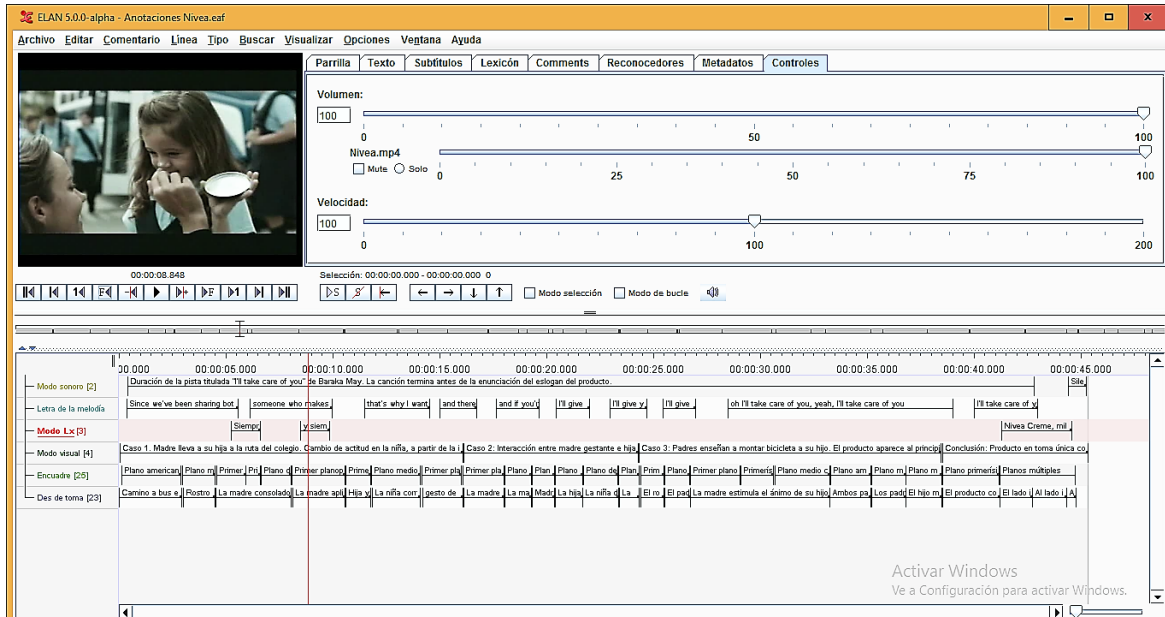 ELAN 5.0.0-alpha - Anotaciones Nivea.eaf
Archivo Editar Comentario Línea Tipo Buscar Visualizar Opciones Ventana Ayuda
Parrilla Texto Subtítulos Lexicón Comments Reconocedores Metadatos Controles
Volumen:
100
0 50 100
Nivea.mp4
Mute Solo
0 25 50 75 100
Velocidad:
100
0 100 200
00:00:08.848
Selección: 00:00:00.000 - 00:00:00.000 0
Modo selección Modo de bucle
00.000 00:00:05.000 00:00:10.000 00:00:15.000 00:00:20.000 00:00:25.000 00:00:30.000 00:00:35.000 00:00:40.000 00:00:45.000
Modo sonoro [2] Duración de la pista titulada "I'll take care of you" de Baraka May. La canción termina antes de la enunciación del eslogan del producto. Sile
Letra de la melodía Since we've been sharing bot someone who makes that's why I want and there and if you'd I'll give I'll give y I'll give oh I'll take care of you, yeah, I'll take care of you I'll take care of y
Modo Lx [3] Siempr y siem Nivea Creme, mil
Modo visual [4] Caso 1. Madre lleva a su hija a la ruta del colegio. Cambio de actitud en la niña, a partir de la i Caso 2: Interacción entre madre gestante e hija Caso 3: Padres enseñan a montar bicicleta a su hijo. El producto aparece al princip Conclusión: Producto en toma única co
Encuadre [26] Plano american Plano m Primer Pri Plano d Primer planop Prime Plano medio Primer pla Primer pla Plano Plan Plano Plano de Plan Prim Plano Primer plano Primerís Plano medio c Plano am Plano m Plano m Plano primerísi Planos múltiples
Des de toma [23] Camino a bus e Rostro La madre consolado La madre apli Hija y La niña corr gesto de La madre La ma Madr La hija La niña d La El ro El pad La madre estimula el ánimo de su hijo Ambos pa Los pad El hijo m El producto co El lado i Al lado i A
Activar Windows
Ve a Configuración para activar Windows.